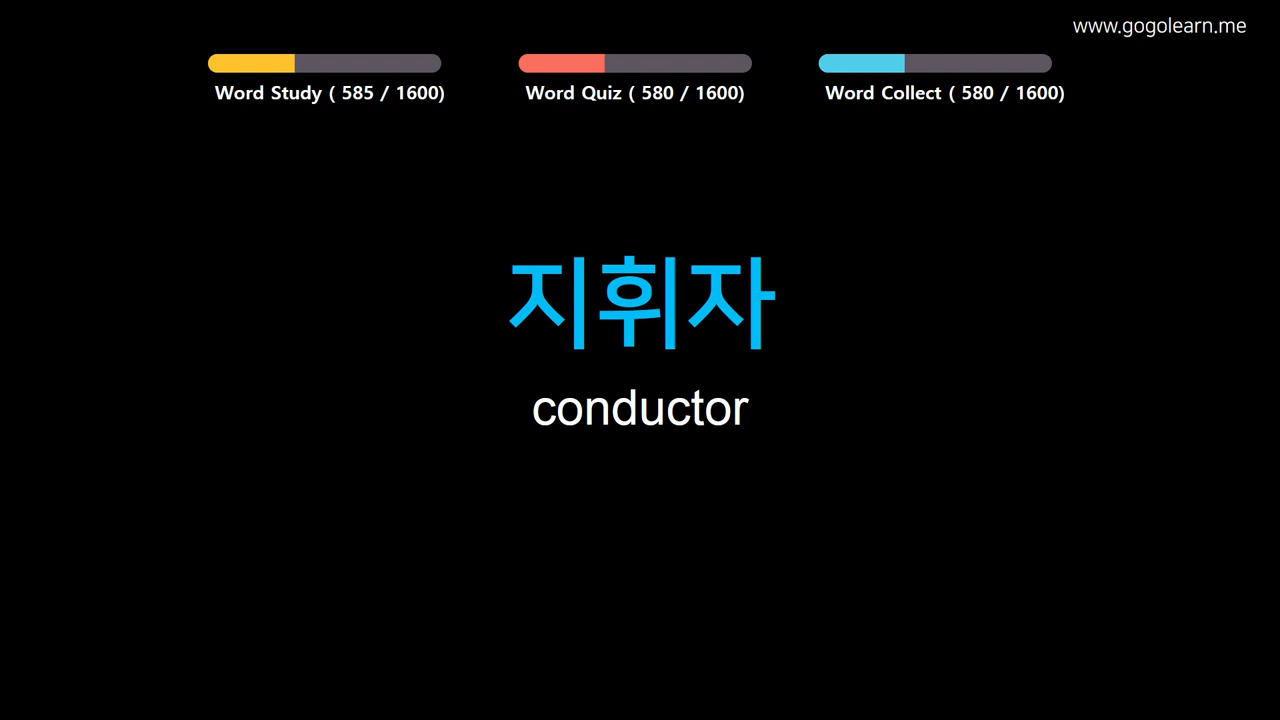 www.gogolearn.me
Word Study ( 585 / 1600)
Word Quiz ( 580 / 1600)
Word Collect ( 580 / 1600)
지휘자
conductor